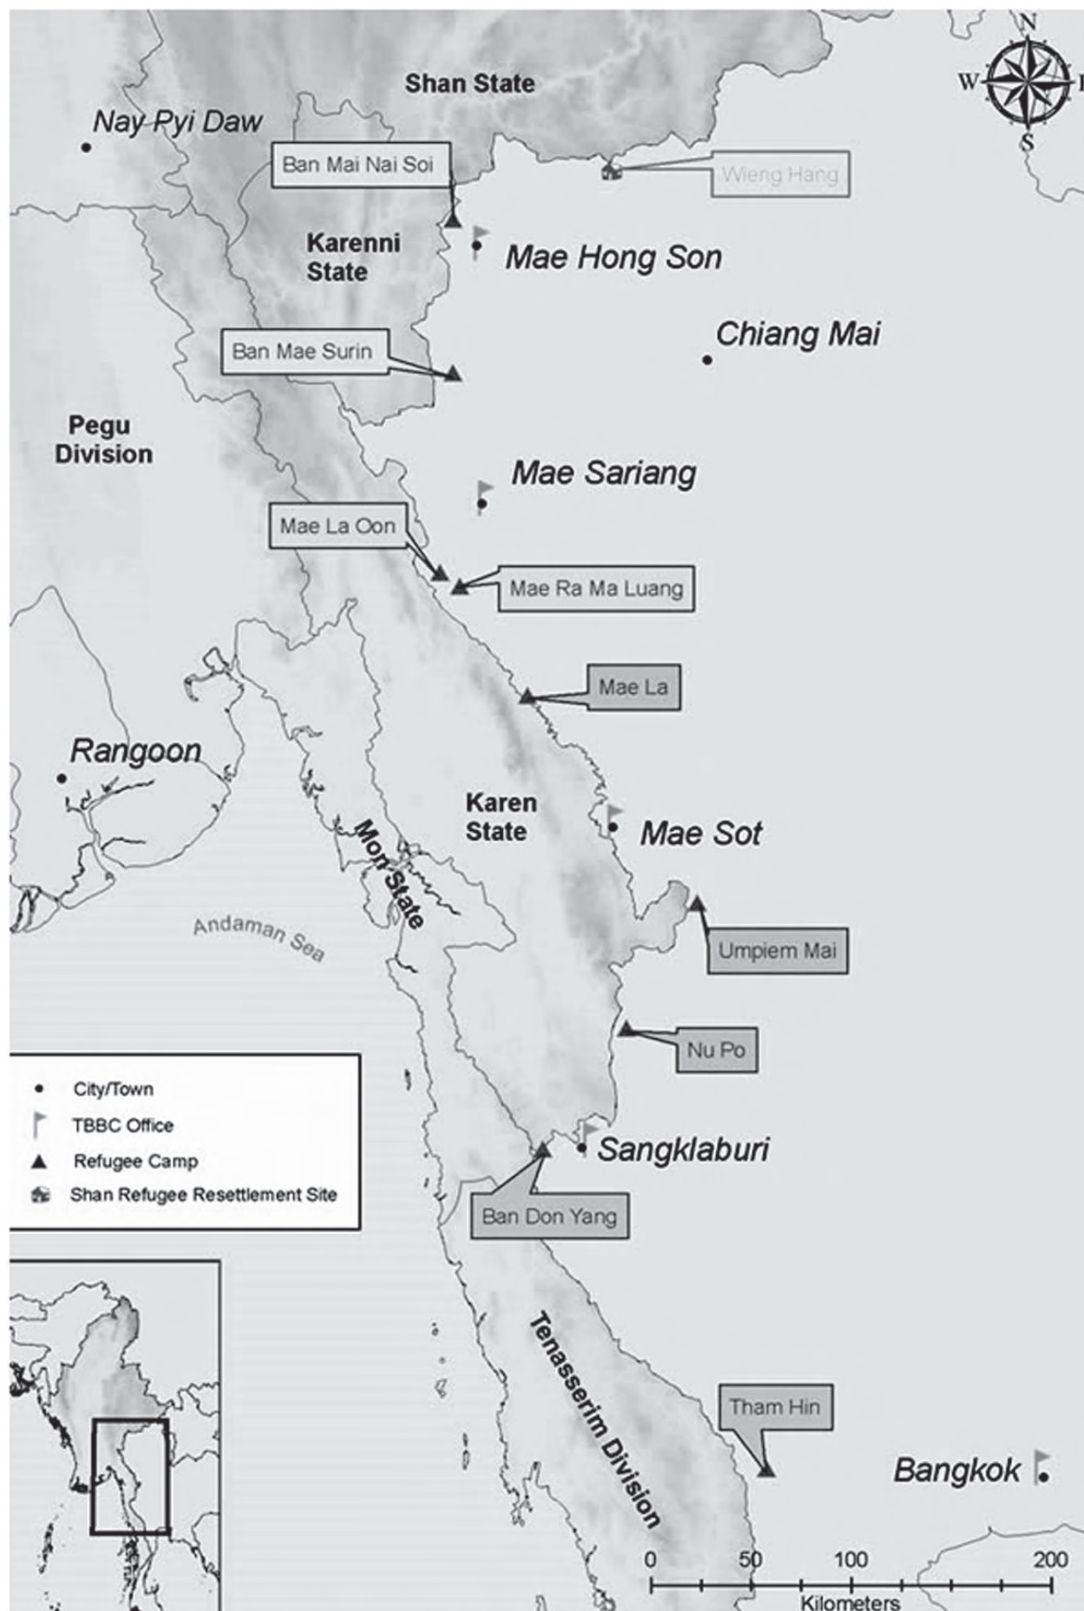 N
W
E
S
Shan State
Nay Pyi Daw
Ban Mai Nai Soi
Wieng Hang
Karenni
State
Mae Hong Son
Chiang Mai
Ban Mae Surin
Pegu
Division
Mae Sariang
Mae La Oon
Mae Ra Ma Luang
Mae La
Rangoon
Karen
State
Mae Sot
Mon State
Andaman Sea
Umpiem Mai
Nu Po
City/Town
TBBC Office
Refugee Camp
Shan Refugee Resettlement Site
Sangklaburi
Ban Don Yang
Tenasserim Division
Tham Hin
Bangkok
0 50 100 200
Kilometers